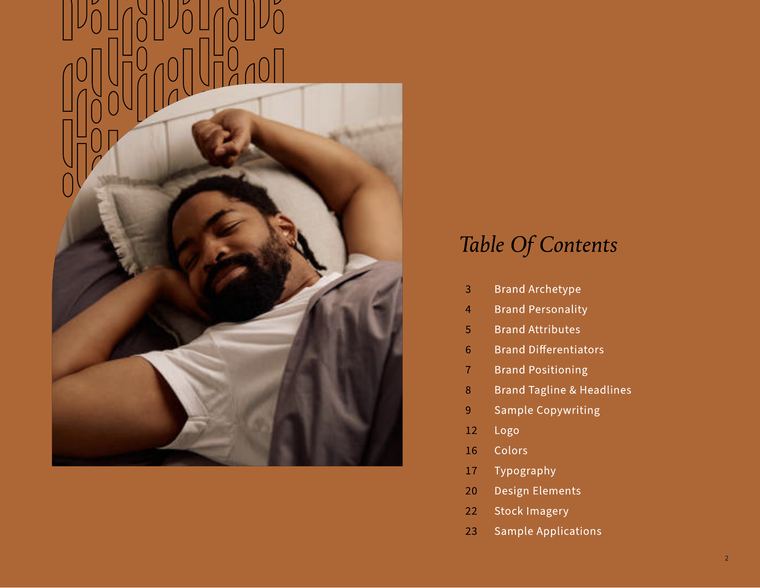 Table Of Contents
3 Brand Archetype
4 Brand Personality
5 Brand Attributes
6 Brand Differentiators
7 Brand Positioning
8 Brand Tagline & Headlines
9 Sample Copywriting
12 Logo
16 Colors
17 Typography
20 Design Elements
22 Stock Imagery
23 Sample Applications
2